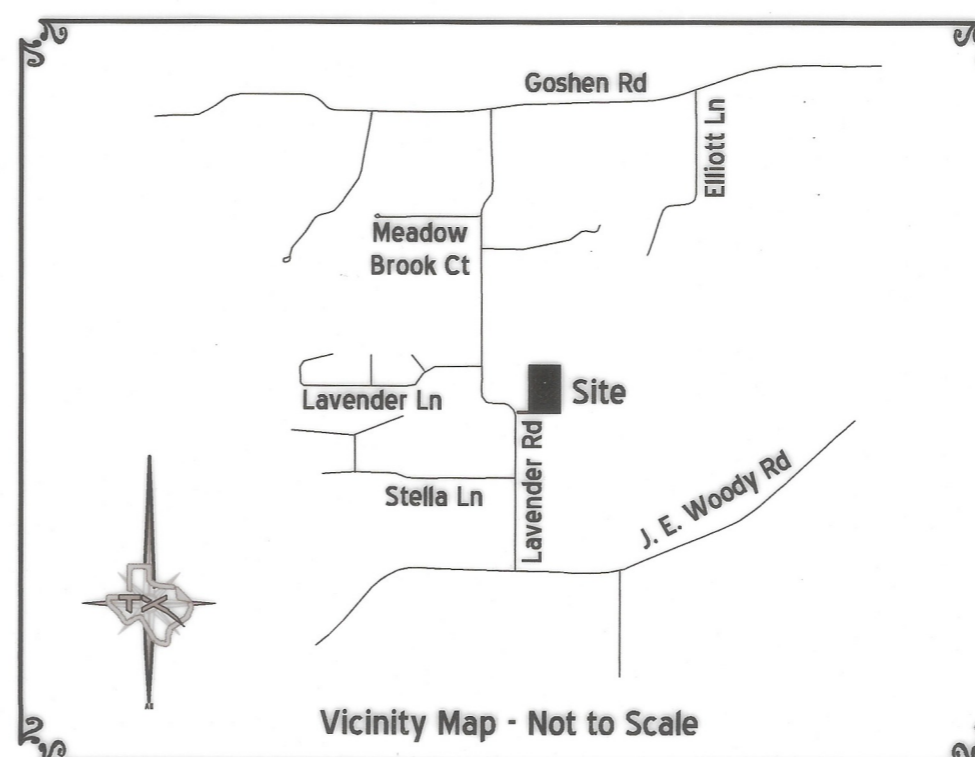 Goshen Rd
Elliott Ln
Meadow
Brook Ct
Lavender Ln
Site
Lavender Rd
Stella Ln
J. E. Woody Rd
TX
Vicinity Map - Not to Scale